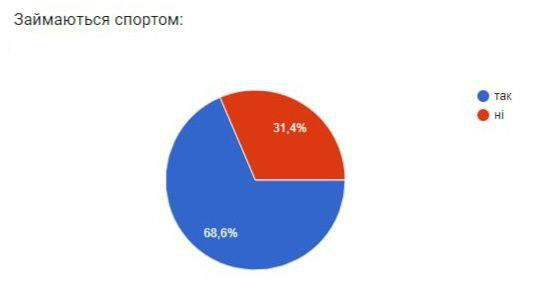 Займаються спортом:
так
ні
31,4%
68,6%